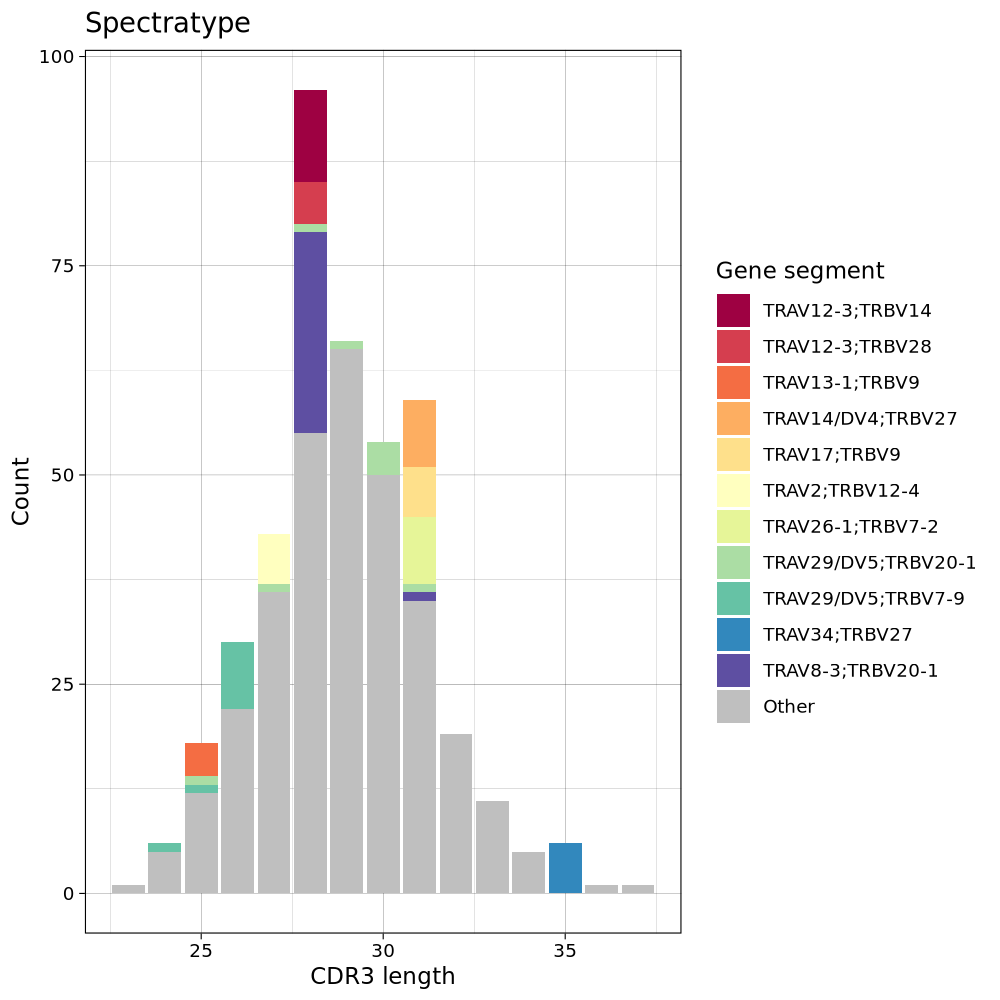 Spectratype
100
75
50
25
0
Count
25 30 35
CDR3 length
Gene segment
TRAV12-3;TRBV14
TRAV12-3;TRBV28
TRAV13-1;TRBV9
TRAV14/DV4;TRBV27
TRAV17;TRBV9
TRAV2;TRBV12-4
TRAV26-1;TRBV7-2
TRAV29/DV5;TRBV20-1
TRAV29/DV5;TRBV7-9
TRAV34;TRBV27
TRAV8-3;TRBV20-1
Other